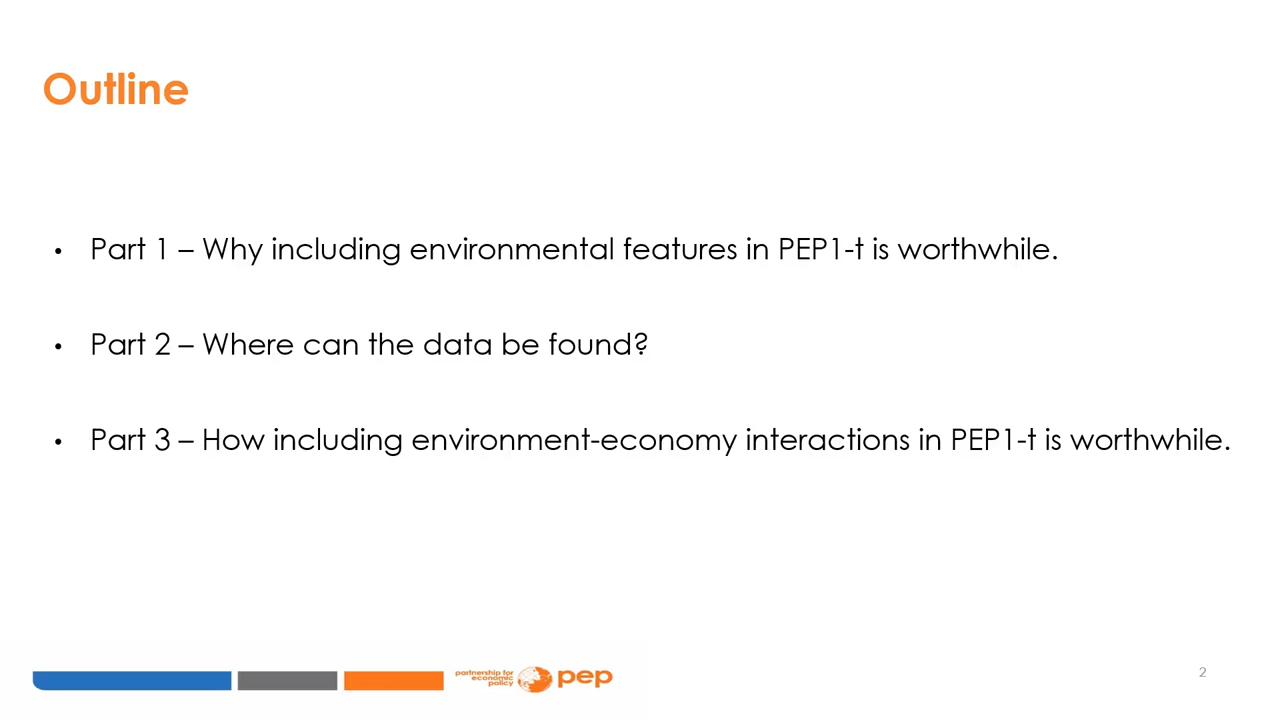 Outline
• Part 1 – Why including environmental features in PEP1-t is worthwhile.
• Part 2 – Where can the data be found?
• Part 3 – How including environment-economy interactions in PEP1-t is worthwhile.
partnership for
economic
policy
pep
2